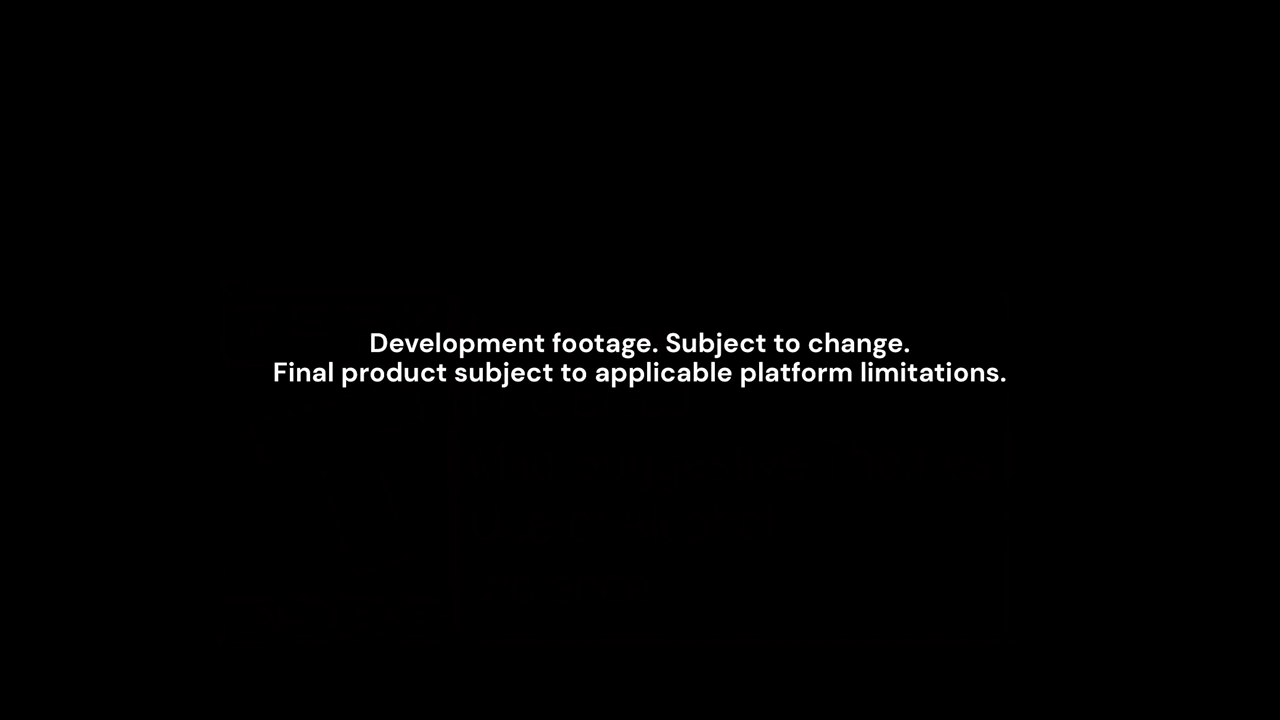 Development footage. Subject to change.
Final product subject to applicable platform limitations.